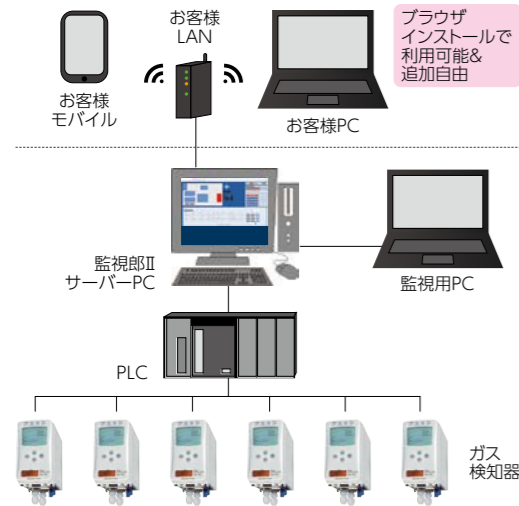 お客様
LAN
ブラウザ
インストールで
利用可能&
追加自由
お客様
モバイル
お客様PC
監視郎Ⅱ
サーバーPC
監視用PC
PLC
ガス
検知器